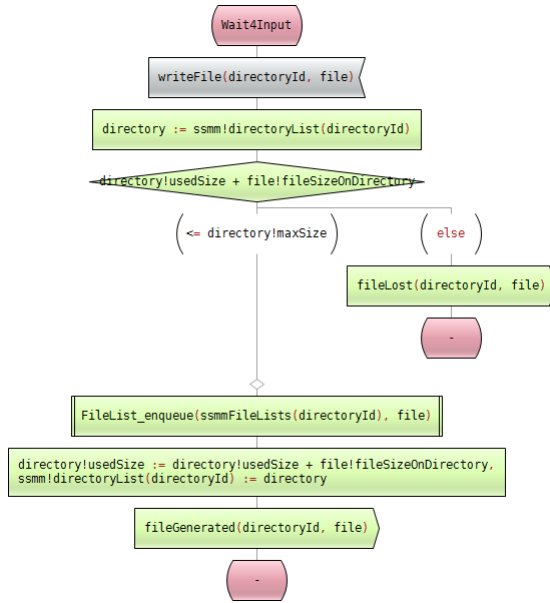 Wait4Input
writeFile(directoryId, file)
directory := ssmm!directoryList(directoryId)
directory!usedSize + file!fileSizeOnDirectory
(<= directory!maxSize)
(else)
fileLost(directoryId, file)
-
FileList_enqueue(ssmmFileLists(directoryId), file)
directory!usedSize := directory!usedSize + file!fileSizeOnDirectory,
ssmm!directoryList(directoryId) := directory
fileGenerated(directoryId, file)
-